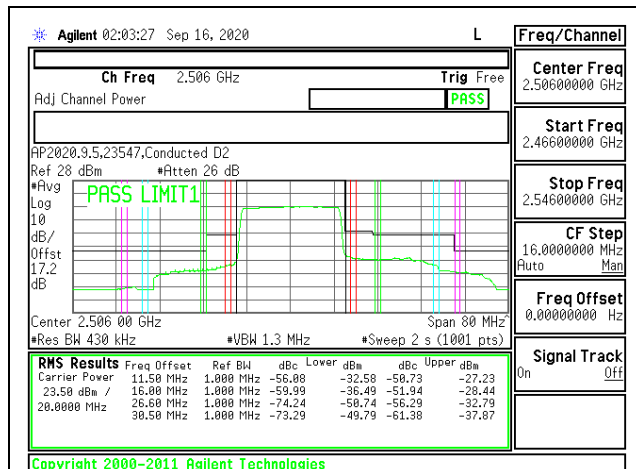 Agilent 02:03:27 Sep 16, 2020 L
Freq/Channel
Ch Freq 2.506 GHz Trig Free
Adj Channel Power PASS
Center Freq
2.50600000 GHz
Start Freq
2.46600000 GHz
Stop Freq
2.54600000 GHz
CF Step
16.0000000 MHz
Auto Man
Freq Offset
0.00000000 Hz
Signal Track
On Off
AP2020.9.5,23547,Conducted D2
Ref 28 dBm #Atten 26 dB
#Avg
Log
10
dB/
Offst
17.2
dB
PASS LIMIT1
Center 2.506 00 GHz Span 80 MHz^
#Res BW 430 kHz #VBW 1.3 MHz #Sweep 2 s (1001 pts)
RMS Results Freq Offset Ref BW dBc Lower dBm dBc Upper dBm
Carrier Power 11.50 MHz 1.000 MHz -56.08 -32.58 -50.73 -27.23
23.50 dBm / 16.00 MHz 1.000 MHz -59.99 -36.49 -51.94 -28.44
20.0000 MHz 26.60 MHz 1.000 MHz -74.24 -50.74 -56.29 -32.79
30.50 MHz 1.000 MHz -73.29 -49.79 -61.38 -37.87
Copyright 2000-2011 Agilent Technologies